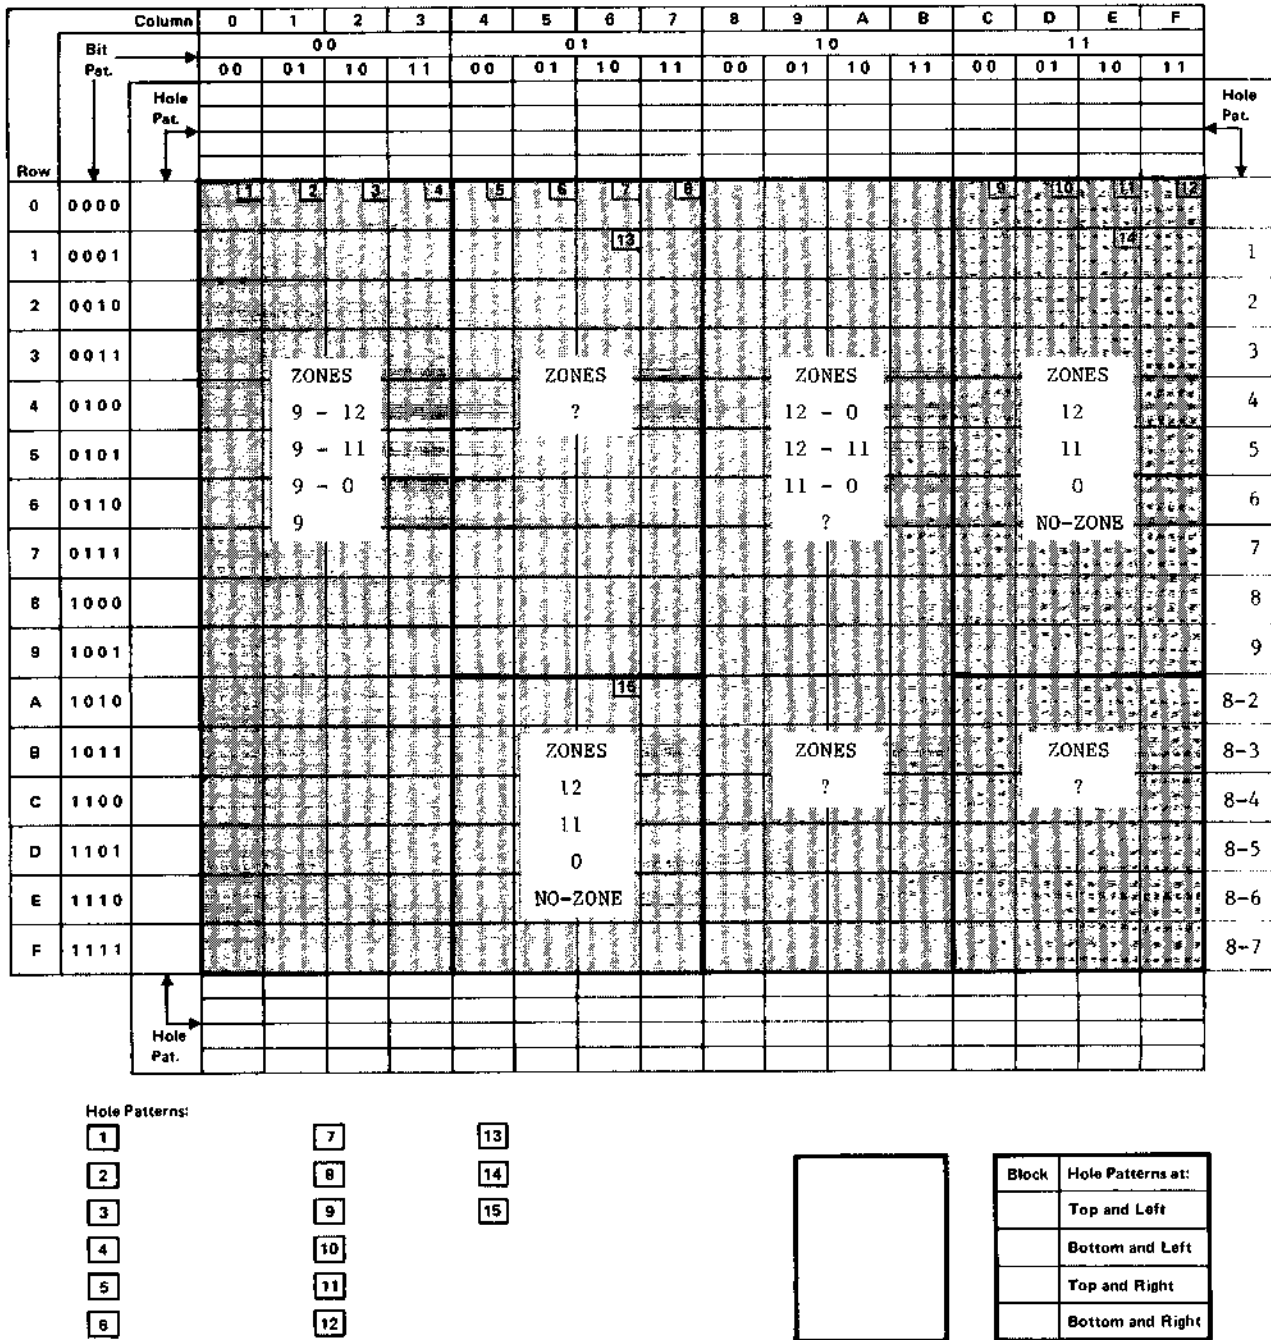 Column 0 1 2 3 4 5 6 7 8 9 A B C D E F
Bit Pat. 00 01 10 11
00 01 10 11 00 01 10 11 00 01 10 11 00 01 10 11
Hole Pat.
Hole Pat.
Row
0 0000 1 2 3 4 5 6 7 8 9 10 11 12
1 0001 13 14 1
2 0010 2
3 0011 ZONES ZONES ZONES ZONES 3
4 0100 9 - 12 ? 12 - 0 12 4
5 0101 9 - 11 12 - 11 11 5
6 0110 9 - 0 11 - 0 0 6
9 ? NO-ZONE
7 0111 7
8 1000 8
9 1001 9
A 1010 15 8-2
B 1011 ZONES ZONES ZONES 8-3
C 1100 12 ? ? 8-4
D 1101 11 8-5
0
E 1110 NO-ZONE 8-6
F 1111 8-7
Hole Pat.
Hole Patterns:
1 7 13
2 8 14
3 9 15
4 10
5 11
6 12
Block Hole Patterns at:
Top and Left
Bottom and Left
Top and Right
Bottom and Right